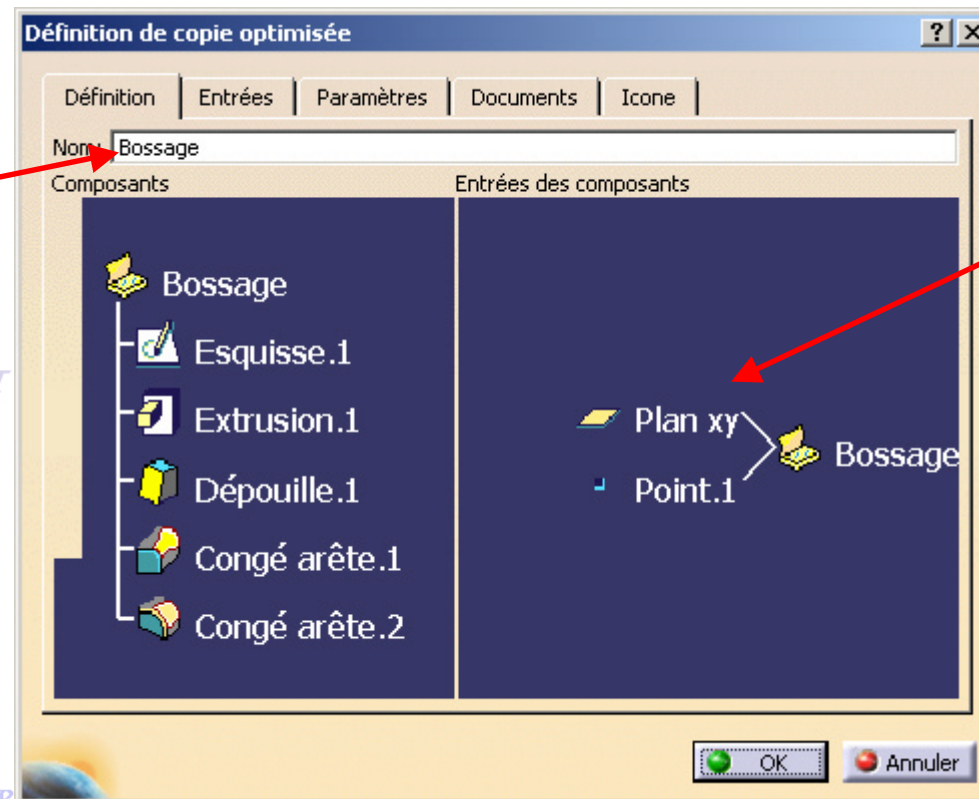 Définition de copie optimisée
Définition Entrées Paramètres Documents Icone
Nom: Bossage
Composants Entrées des composants
Bossage
Esquisse.1
Extrusion.1
Dépouille.1
Congé arête.1
Congé arête.2
Plan xy
Point.1
Bossage
OK Annuler